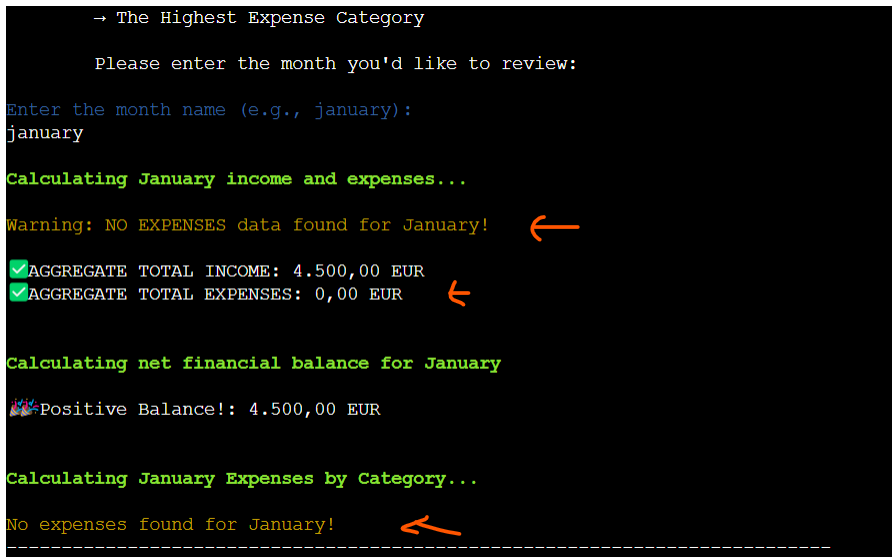 → The Highest Expense Category
Please enter the month you'd like to review:
Enter the month name (e.g., january):
january
Calculating January income and expenses...
Warning: NO EXPENSES data found for January!
✅AGGREGATE TOTAL INCOME: 4.500,00 EUR
✅AGGREGATE TOTAL EXPENSES: 0,00 EUR
Calculating net financial balance for January
🎉Positive Balance!: 4.500,00 EUR
Calculating January Expenses by Category...
No expenses found for January!
---------------------------------------------------------------------------